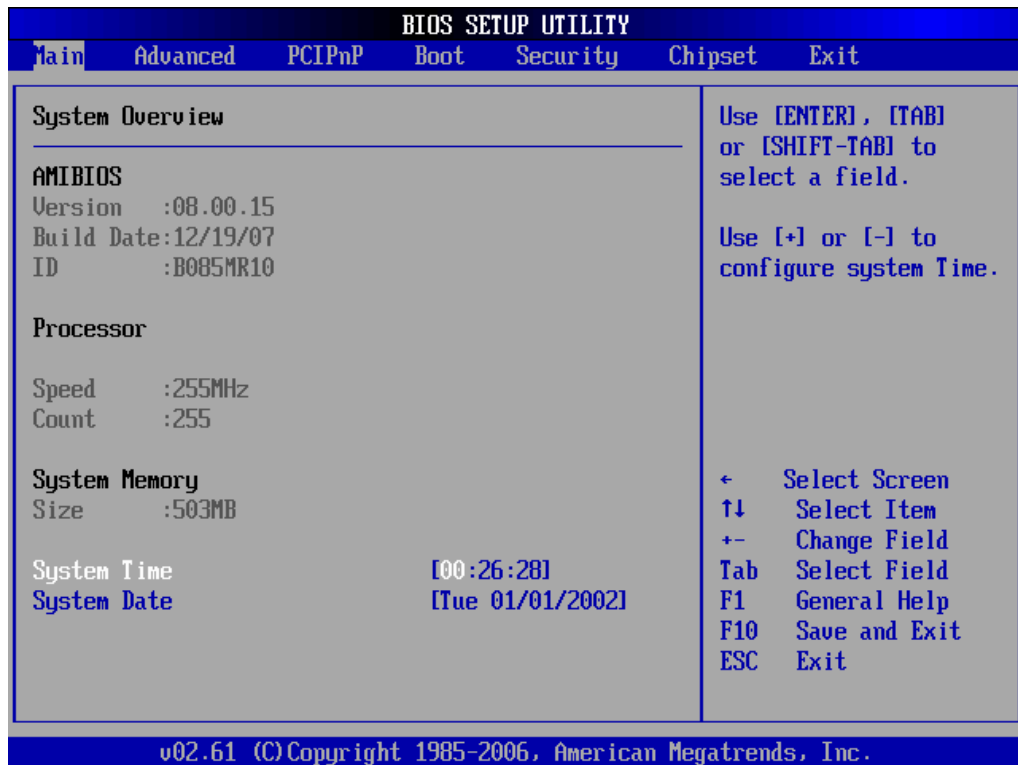 BIOS SETUP UTILITY
Main Advanced PCIPnP Boot Security Chipset Exit
System Overview
AMIBIOS
Version :08.00.15
Build Date:12/19/07
ID :B085MR10
Processor
Speed :255MHz
Count :255
System Memory
Size :503MB
System Time [00:26:28]
System Date [Tue 01/01/2002]
Use [ENTER], [TAB]
or [SHIFT-TAB] to
select a field.
Use [+] or [-] to
configure system Time.
← Select Screen
↑↓ Select Item
+- Change Field
Tab Select Field
F1 General Help
F10 Save and Exit
ESC Exit
v02.61 (C)Copyright 1985-2006, American Megatrends, Inc.